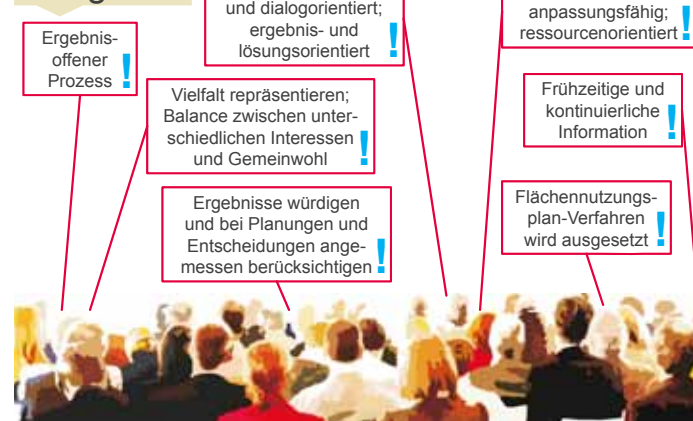 und dialogorientiert;
ergebnis- und
lösungsorientiert
!
anpassungsfähig;
ressourcenorientiert
!
Ergebnis-
offener
Prozess
!
Vielfalt repräsentieren;
Balance zwischen unter-
schiedlichen Interessen
und Gemeinwohl
!
Frühzeitige und
kontinuierliche
Information
!
Ergebnisse würdigen
und bei Planungen und
Entscheidungen ange-
messen berücksichtigen
!
Flächennutzungs-
plan-Verfahren
wird ausgesetzt
!